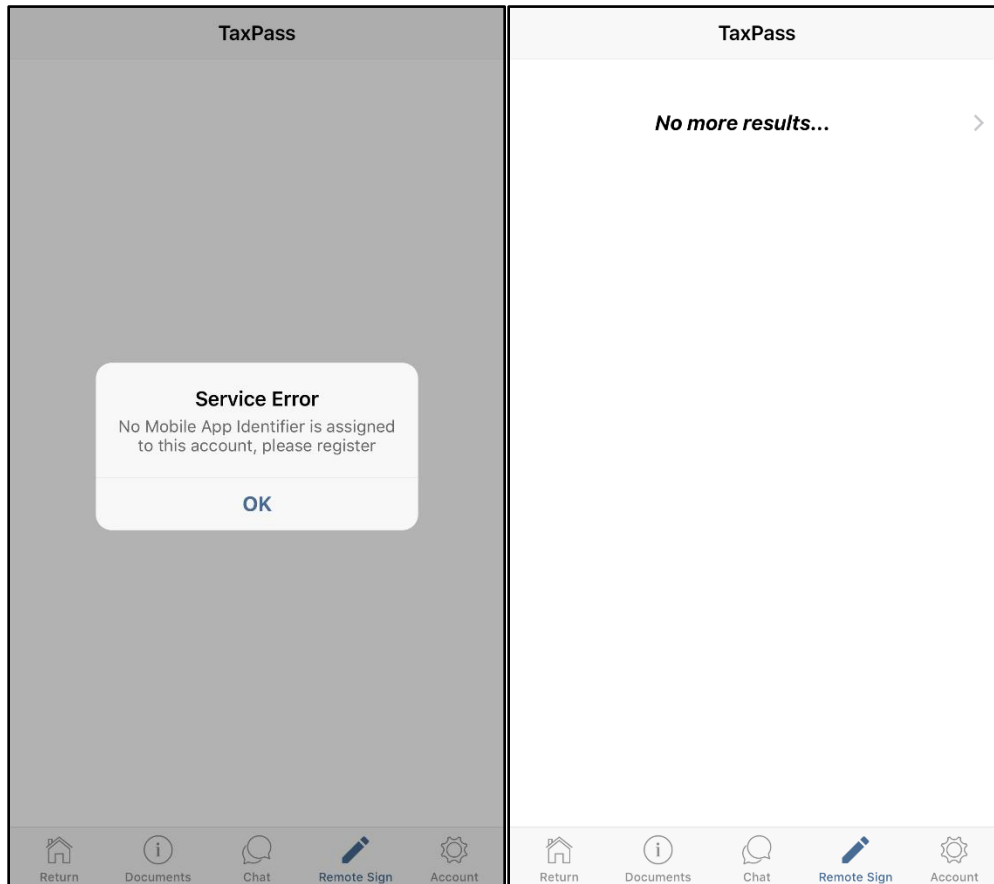 TaxPass
Service Error
No Mobile App Identifier is assigned
to this account, please register
OK
Return
Documents
Chat
Remote Sign
Account
TaxPass
No more results...
Return
Documents
Chat
Remote Sign
Account